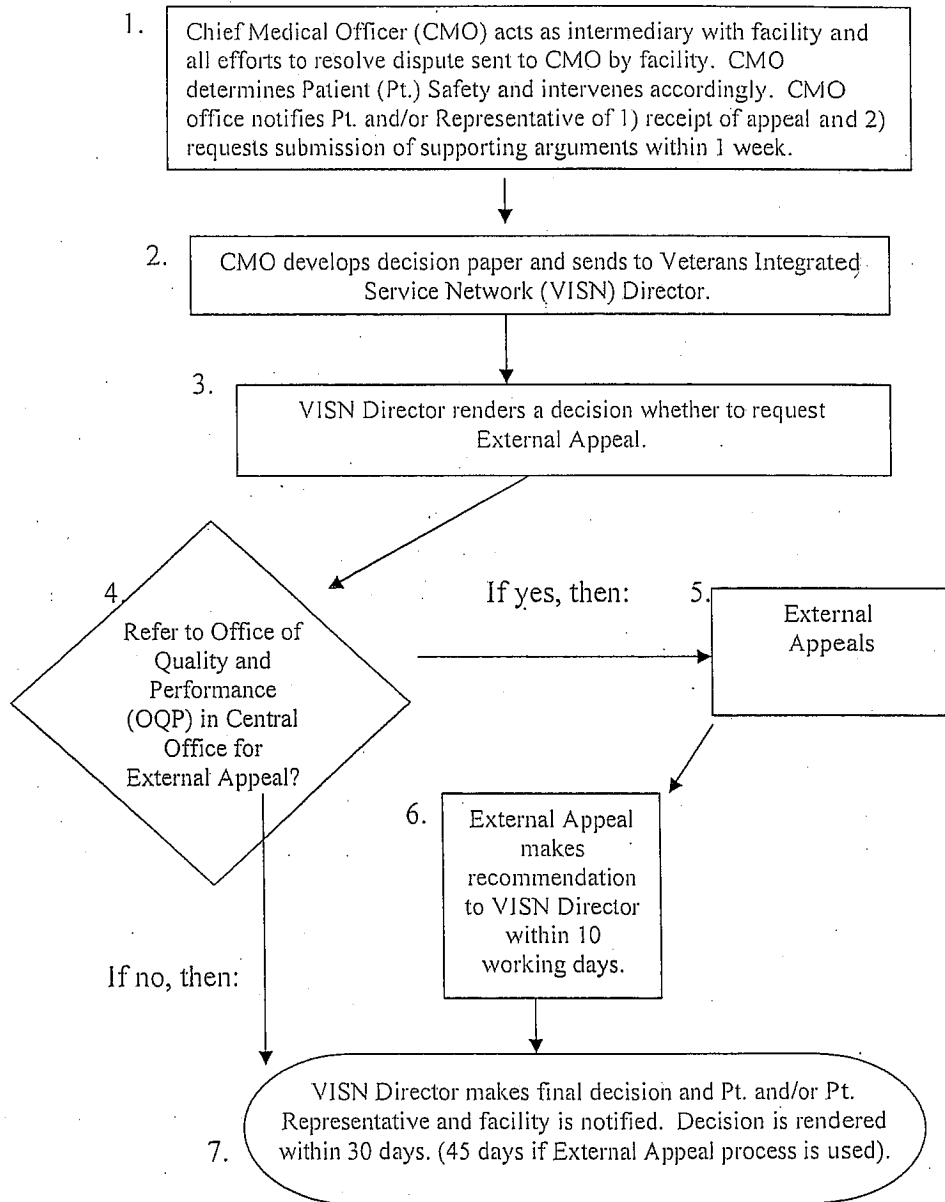 1.
Chief Medical Officer (CMO) acts as intermediary with facility and
all efforts to resolve dispute sent to CMO by facility. CMO
determines Patient (Pt.) Safety and intervenes accordingly. CMO
office notifies Pt. and/or Representative of 1) receipt of appeal and 2)
requests submission of supporting arguments within 1 week.
2.
CMO develops decision paper and sends to Veterans Integrated
Service Network (VISN) Director.
3.
VISN Director renders a decision whether to request
External Appeal.
4.
Refer to Office of
Quality and
Performance
(OQP) in Central
Office for
External Appeal?
If yes, then:
5.
External
Appeals
6.
External Appeal
makes
recommendation
to VISN Director
within 10
working days.
If no, then:
7.
VISN Director makes final decision and Pt. and/or Pt.
Representative and facility is notified. Decision is rendered
within 30 days. (45 days if External Appeal process is used).